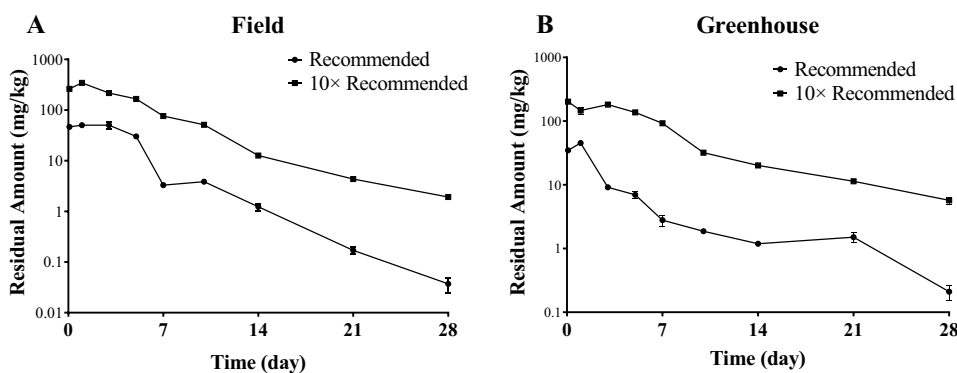 A
Field
Recommended
10× Recommended
Residual Amount (mg/kg)
1000
100
10
1
0.1
0.01
0
7
14
21
28
Time (day)
B
Greenhouse
Recommended
10× Recommended
Residual Amount (mg/kg)
1000
100
10
1
0.1
0
7
14
21
28
Time (day)